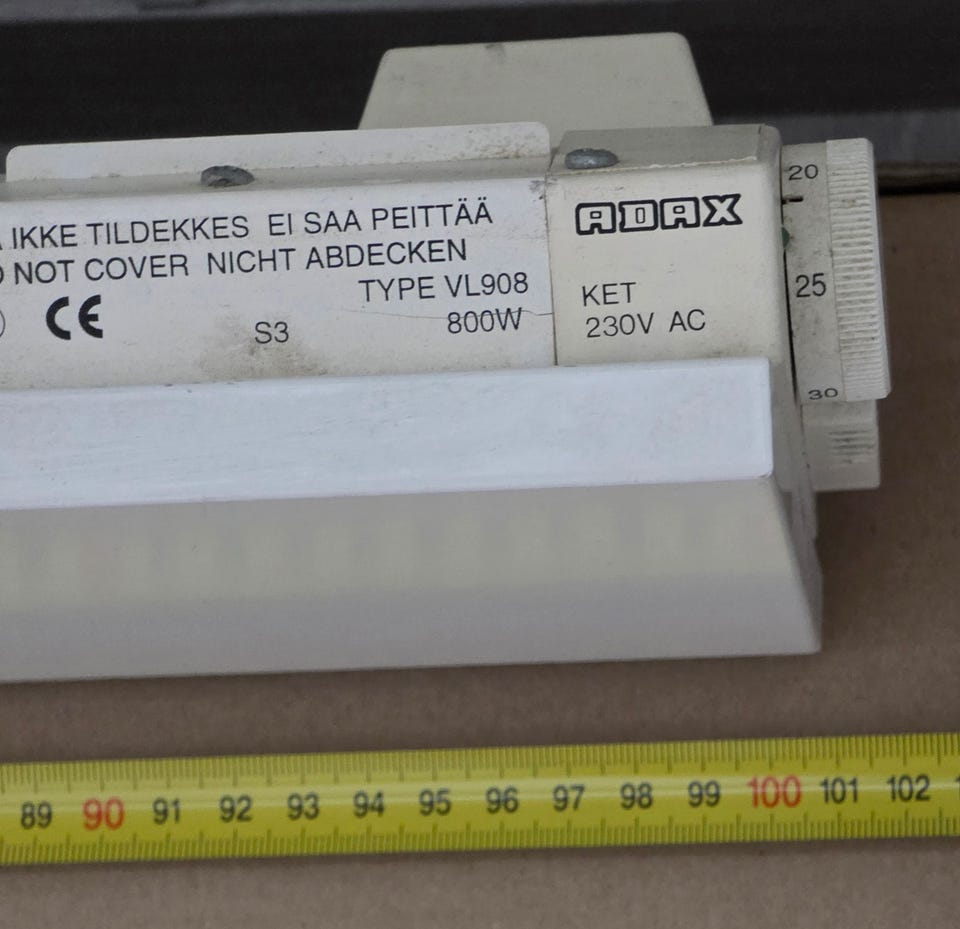 IKKE TILDEKKES EI SAA PEITTÄÄ
NOT COVER NICHT ABDECKEN
TYPE VL908
CE
S3
800W
ADAX
KET
230V AC
20
25
30
89 90 91 92 93 94 95 96 97 98 99 100 101 102